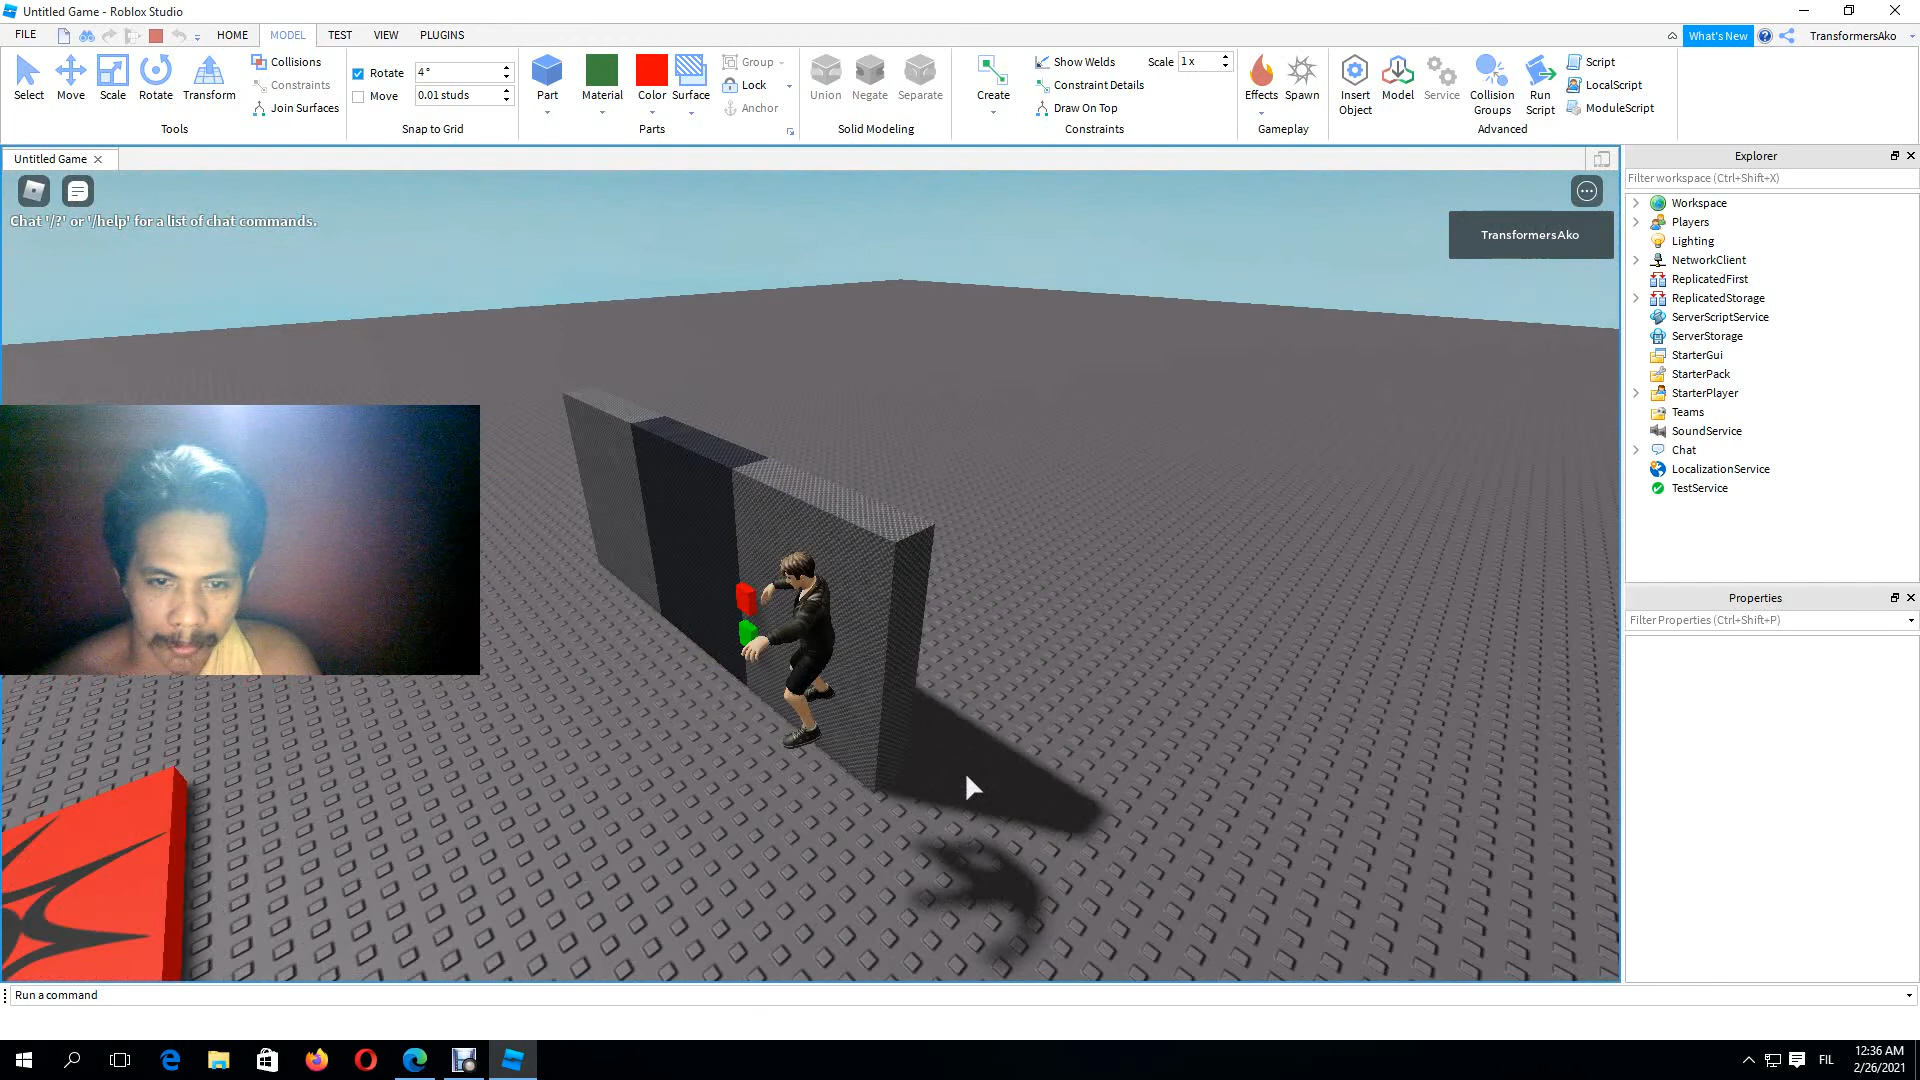 Untitled Game - Roblox Studio
FILE HOME MODEL TEST VIEW PLUGINS What's New TransformersAko
Select Move Scale Rotate Transform
Collisions
Constraints
Join Surfaces
Tools
Rotate 4°
Move 0.01 studs
Snap to Grid
Part Material Color Surface
Group
Lock
Anchor
Parts
Union Negate Separate
Solid Modeling
Create
Show Welds
Scale 1x
Constraint Details
Draw On Top
Constraints
Effects Spawn
Gameplay
Insert Object
Model
Service
Collision Groups
Run Script
Script
LocalScript
ModuleScript
Advanced
Untitled Game
Chat '/?' or '/help' for a list of chat commands.
TransformersAko
Explorer
Filter workspace (Ctrl+Shift+X)
Workspace
Players
Lighting
NetworkClient
ReplicatedFirst
ReplicatedStorage
ServerScriptService
ServerStorage
StarterGui
StarterPack
StarterPlayer
Teams
SoundService
Chat
LocalizationService
TestService
Properties
Filter Properties (Ctrl+Shift+P)
Run a command
FIL
12:36 AM
2/26/2021